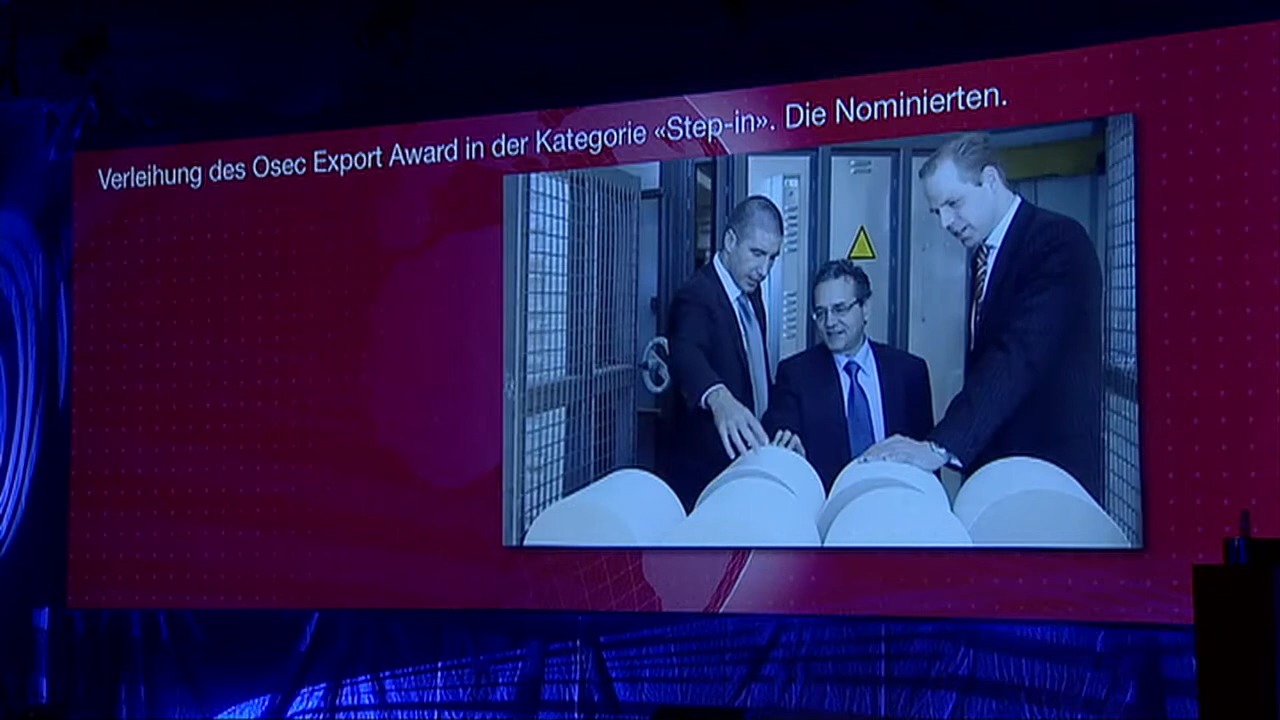 Verleihung des Osec Export Award in der Kategorie «Step-in». Die Nominierten.